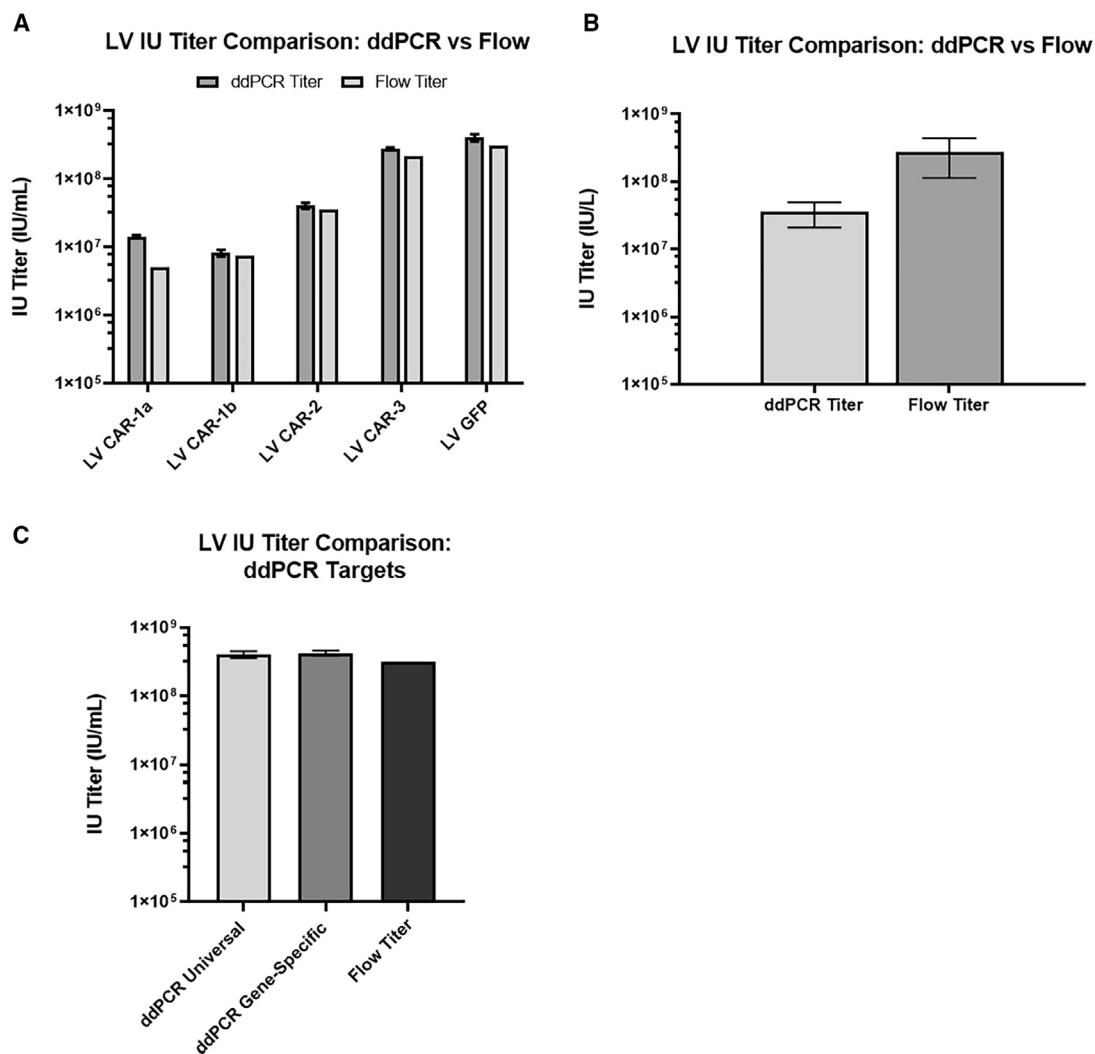 A
LV IU Titer Comparison: ddPCR vs Flow
ddPCR Titer Flow Titer
IU Titer (IU/mL)
1×10⁹
1×10⁸
1×10⁷
1×10⁶
1×10⁵
LV CAR-1a
LV CAR-1b
LV CAR-2
LV CAR-3
LV GFP
B
LV IU Titer Comparison: ddPCR vs Flow
IU Titer (IU/L)
1×10⁹
1×10⁸
1×10⁷
1×10⁶
1×10⁵
ddPCR Titer
Flow Titer
C
LV IU Titer Comparison:
ddPCR Targets
IU Titer (IU/mL)
1×10⁹
1×10⁸
1×10⁷
1×10⁶
1×10⁵
ddPCR Universal
ddPCR Gene-Specific
Flow Titer